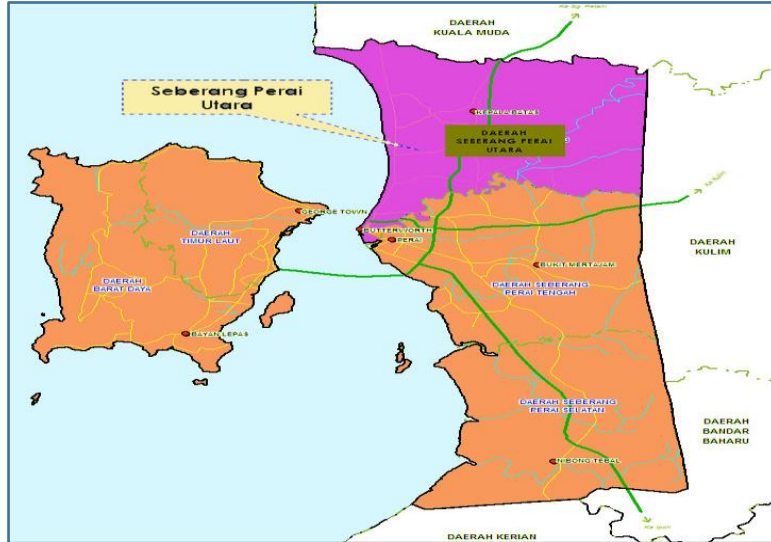 DAERAH
KUALA MUDA
Seberang Perai
Utara
KEPALA BATAS
DAERAH
SEBERANG PERAI
UTARA
GEORGE TOWN
BUTTERWORTH
PERAI
DAERAH
TIMUR LAUT
DAERAH
KULIM
BUKIT MERTAJAM
DAERAH
BARAT DAYA
DAERAH SEBERANG
PERAI TENGAH
BAYAN LEPAS
DAERAH SEBERANG
PERAI SELATAN
DAERAH
BANDAR
BAHARU
NIBONG TEBAL
Ke Ipoh
DAERAH KERIAN